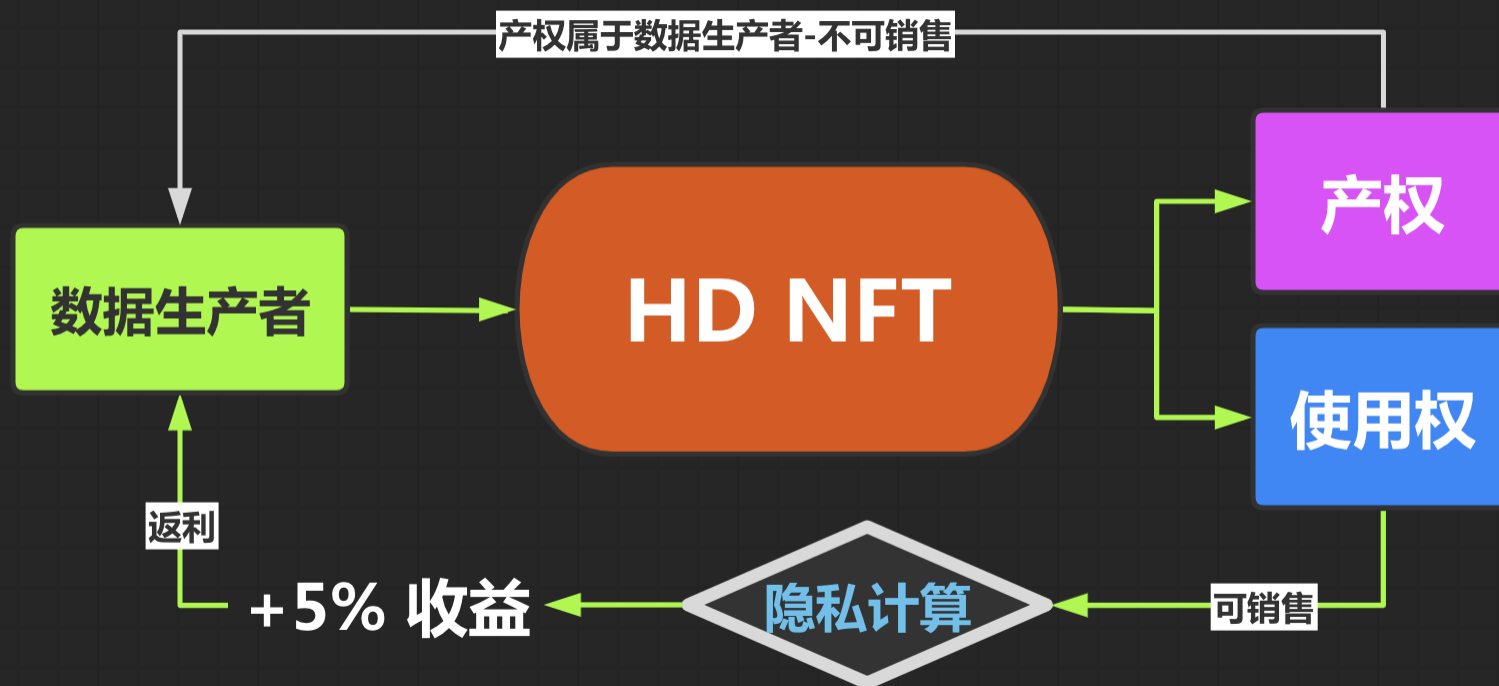 产权属于数据生产者-不可销售
产权
数据生产者
HD NFT
使用权
返利
+5% 收益
隐私计算
可销售